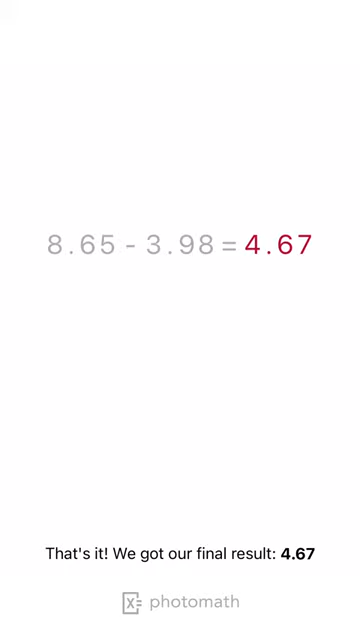 8.65 - 3.98 = 4.67
That's it! We got our final result: 4.67
photomath